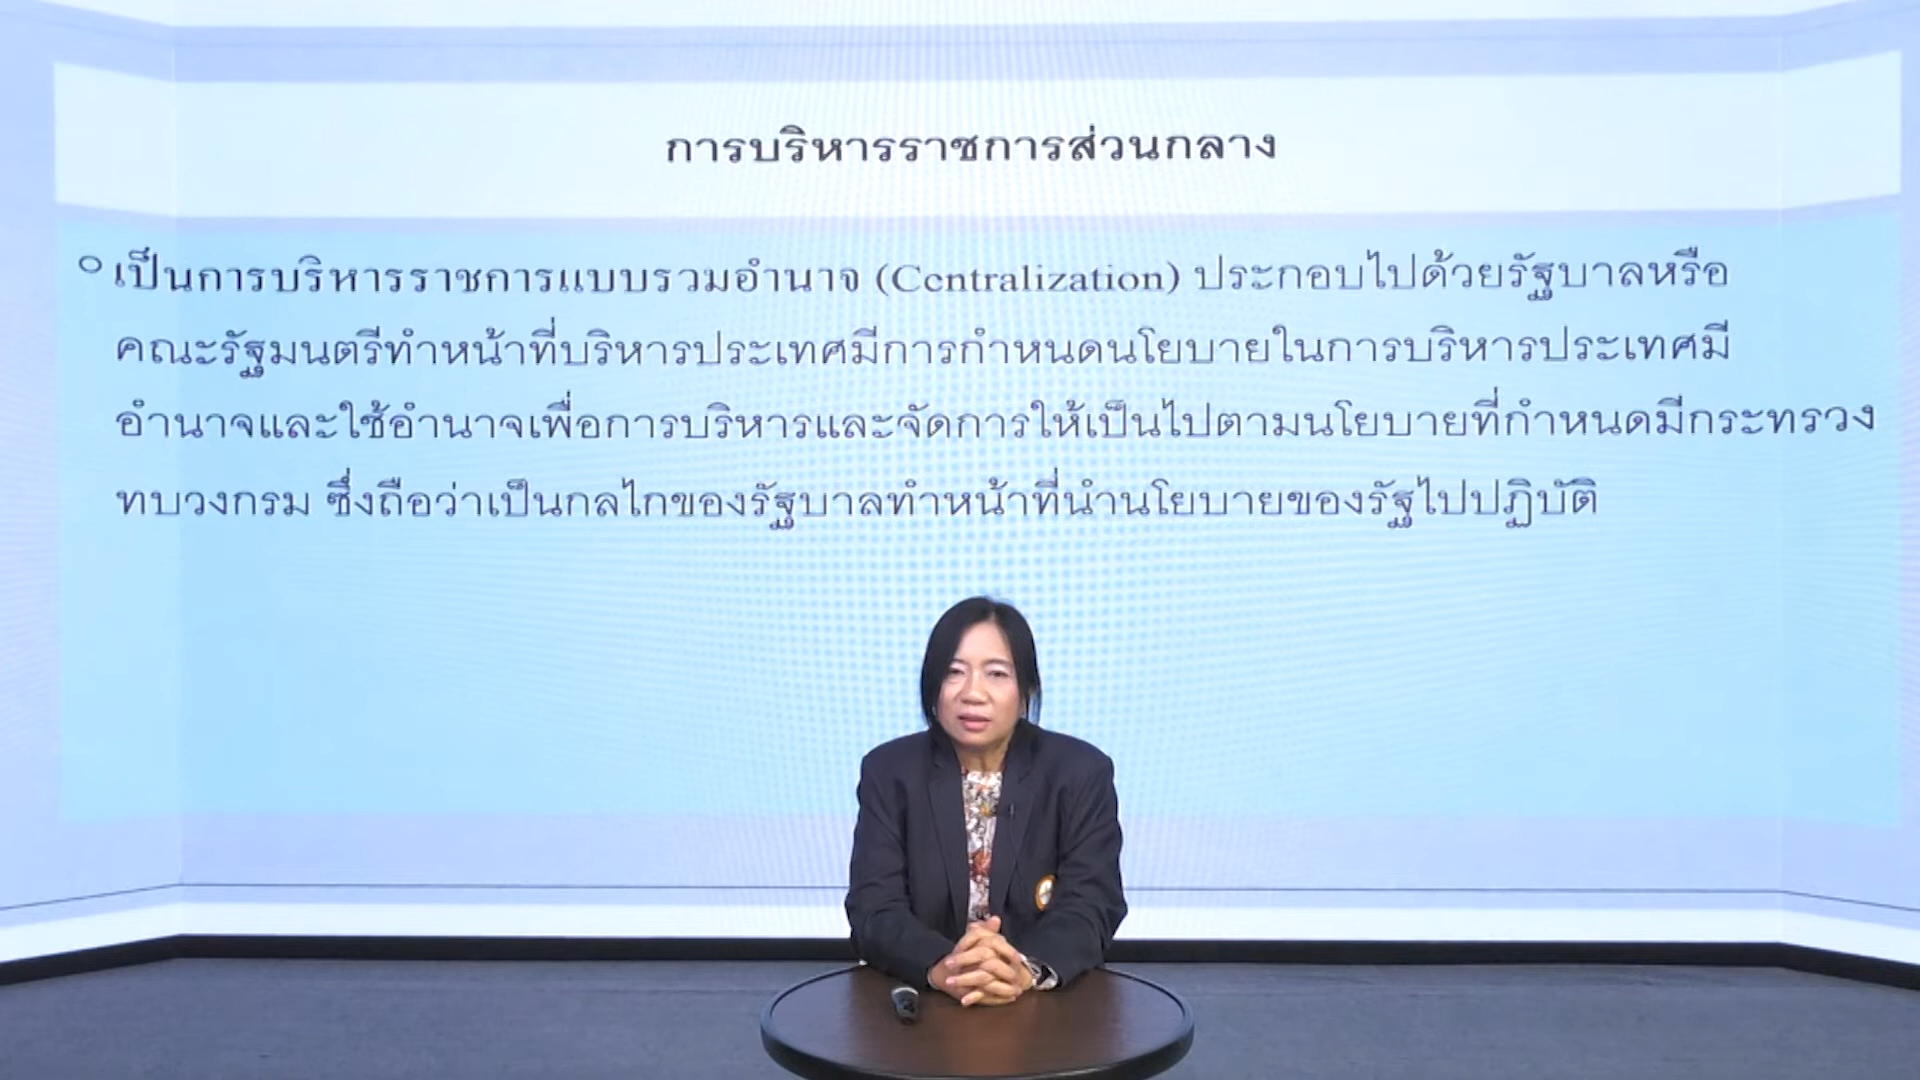 การบริหารราชการส่วนกลาง
เป็นการบริหารราชการแบบรวมอำนาจ (Centralization) ประกอบไปด้วยรัฐบาลหรือ
คณะรัฐมนตรีทำหน้าที่บริหารประเทศมีการกำหนดนโยบายในการบริหารประเทศมี
อำนาจและใช้อำนาจเพื่อการบริหารและจัดการให้เป็นไปตามนโยบายที่กำหนดมีกระทรวง
ทบวงกรม ซึ่งถือว่าเป็นกลไกของรัฐบาลทำหน้าที่นำนโยบายของรัฐไปปฏิบัติ